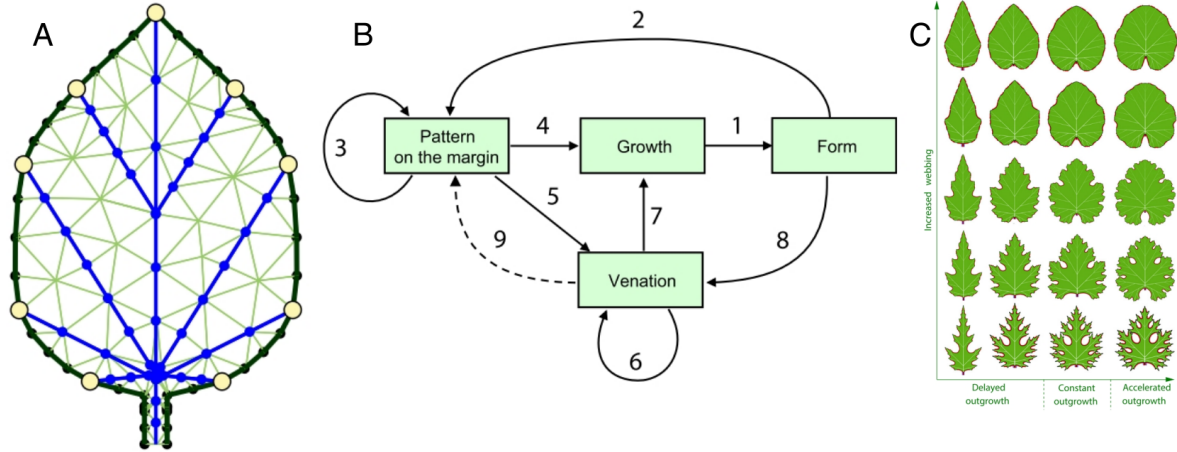 A
B
C
2
3
Pattern
on the margin
4
Growth
1
Form
5
9
7
8
Venation
6
Increased webbing
Delayed
outgrowth
Constant
outgrowth
Accelerated
outgrowth